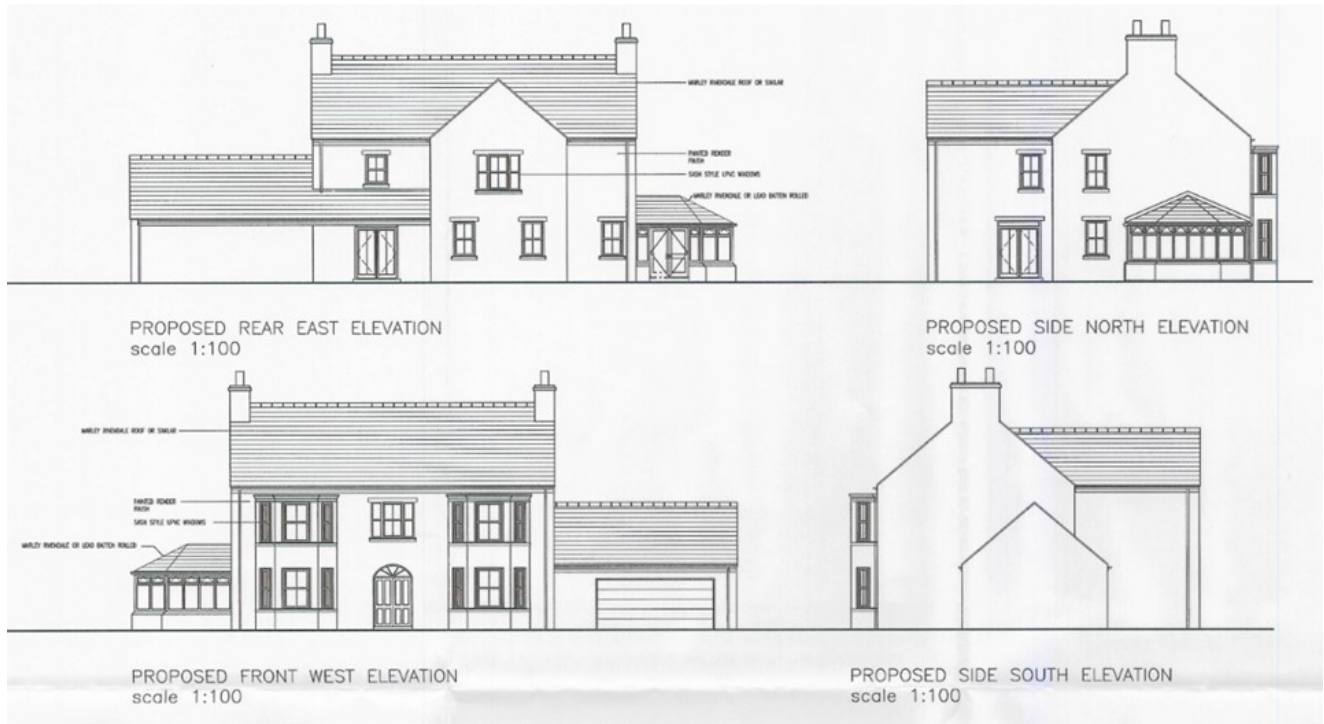 MARLEY RIVENDALE ROOF OR SIMILAR
PAINTED RENDER
FINISH
SASH STYLE UPVC WINDOWS
MARLEY RIVENDALE OR LEAD BATTEN ROLLED
PROPOSED REAR EAST ELEVATION
scale 1:100
PROPOSED SIDE NORTH ELEVATION
scale 1:100
MARLEY RIVENDALE ROOF OR SIMILAR
PAINTED RENDER
FINISH
SASH STYLE UPVC WINDOWS
MARLEY RIVENDALE OR LEAD BATTEN ROLLED
PROPOSED FRONT WEST ELEVATION
scale 1:100
PROPOSED SIDE SOUTH ELEVATION
scale 1:100